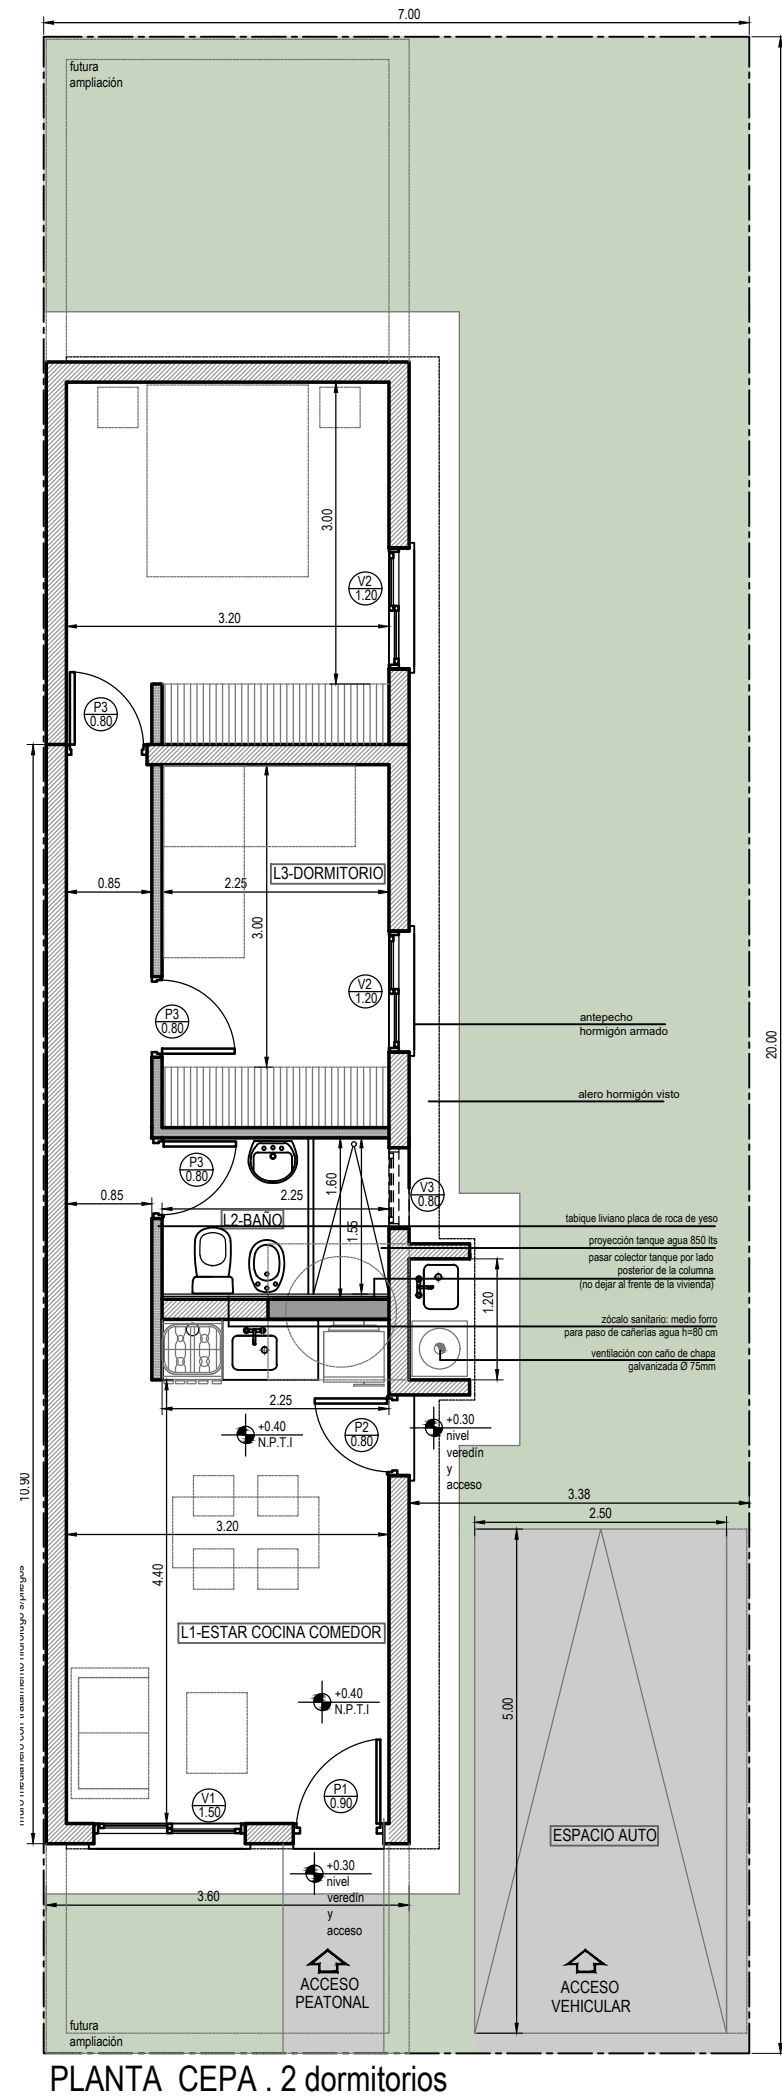 7.00
futura
ampliación
3.00
V2
1.20
3.20
P3
0.80
L3-DORMITORIO
0.85
2.25
3.00
V2
1.20
P3
0.80
antepecho
hormigón armado
20.00
alero hormigón visto
P3
0.80
1.60
2.25
V3
0.80
0.85
L2-BAÑO
1.55
tabique liviano placa de roca de yeso
proyección tanque agua 850 lts
pasar colector tanque por lado
posterior de la columna
(no dejar al frente de la vivienda)
1.20
zócalo sanitario: medio forro
para paso de cañerías agua h=80 cm
ventilación con caño de chapa
galvanizada Ø 75mm
2.25
+0.40
N.P.T.I
P2
0.80
+0.30
nivel
veredín
y
acceso
10.90
3.38
2.50
3.20
4.40
L1-ESTAR COCINA COMEDOR
+0.40
N.P.T.I
5.00
P1
0.90
V1
1.50
ESPACIO AUTO
+0.30
nivel
veredín
y
acceso
3.60
ACCESO
PEATONAL
ACCESO
VEHICULAR
futura
ampliación
PLANTA CEPA . 2 dormitorios